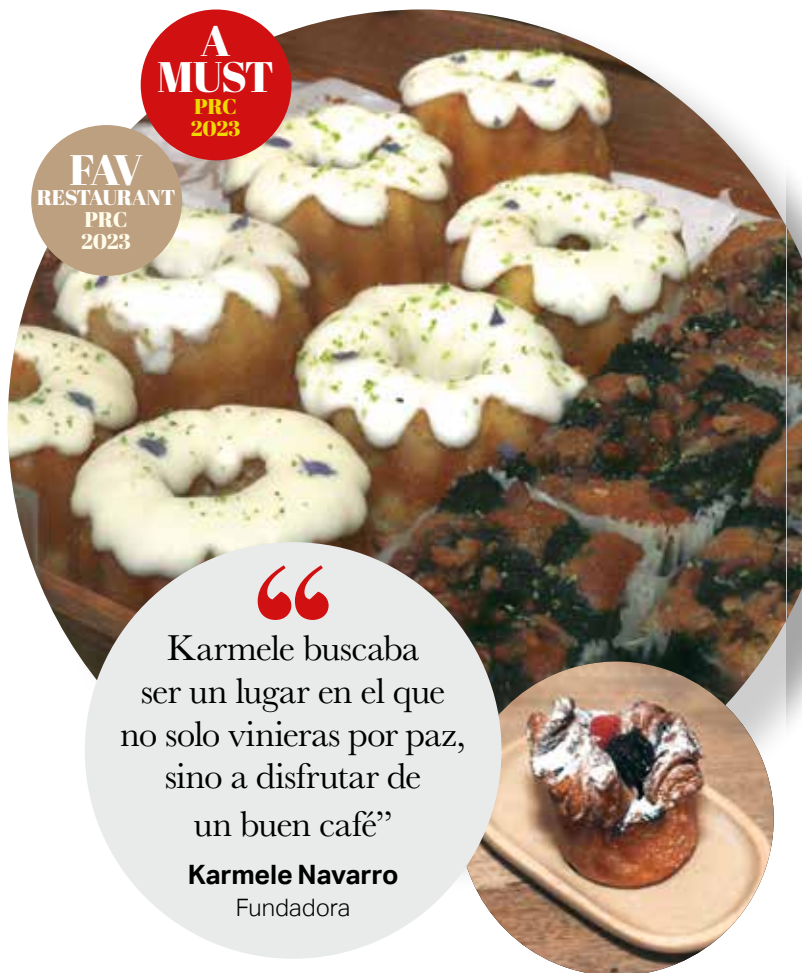 A
MUST
PRC
2023
FAV
RESTAURANT
PRC
2023
“
Karmele buscaba
ser un lugar en el que
no solo vinieras por paz,
sino a disfrutar de
un buen café”
Karmele Navarro
Fundadora